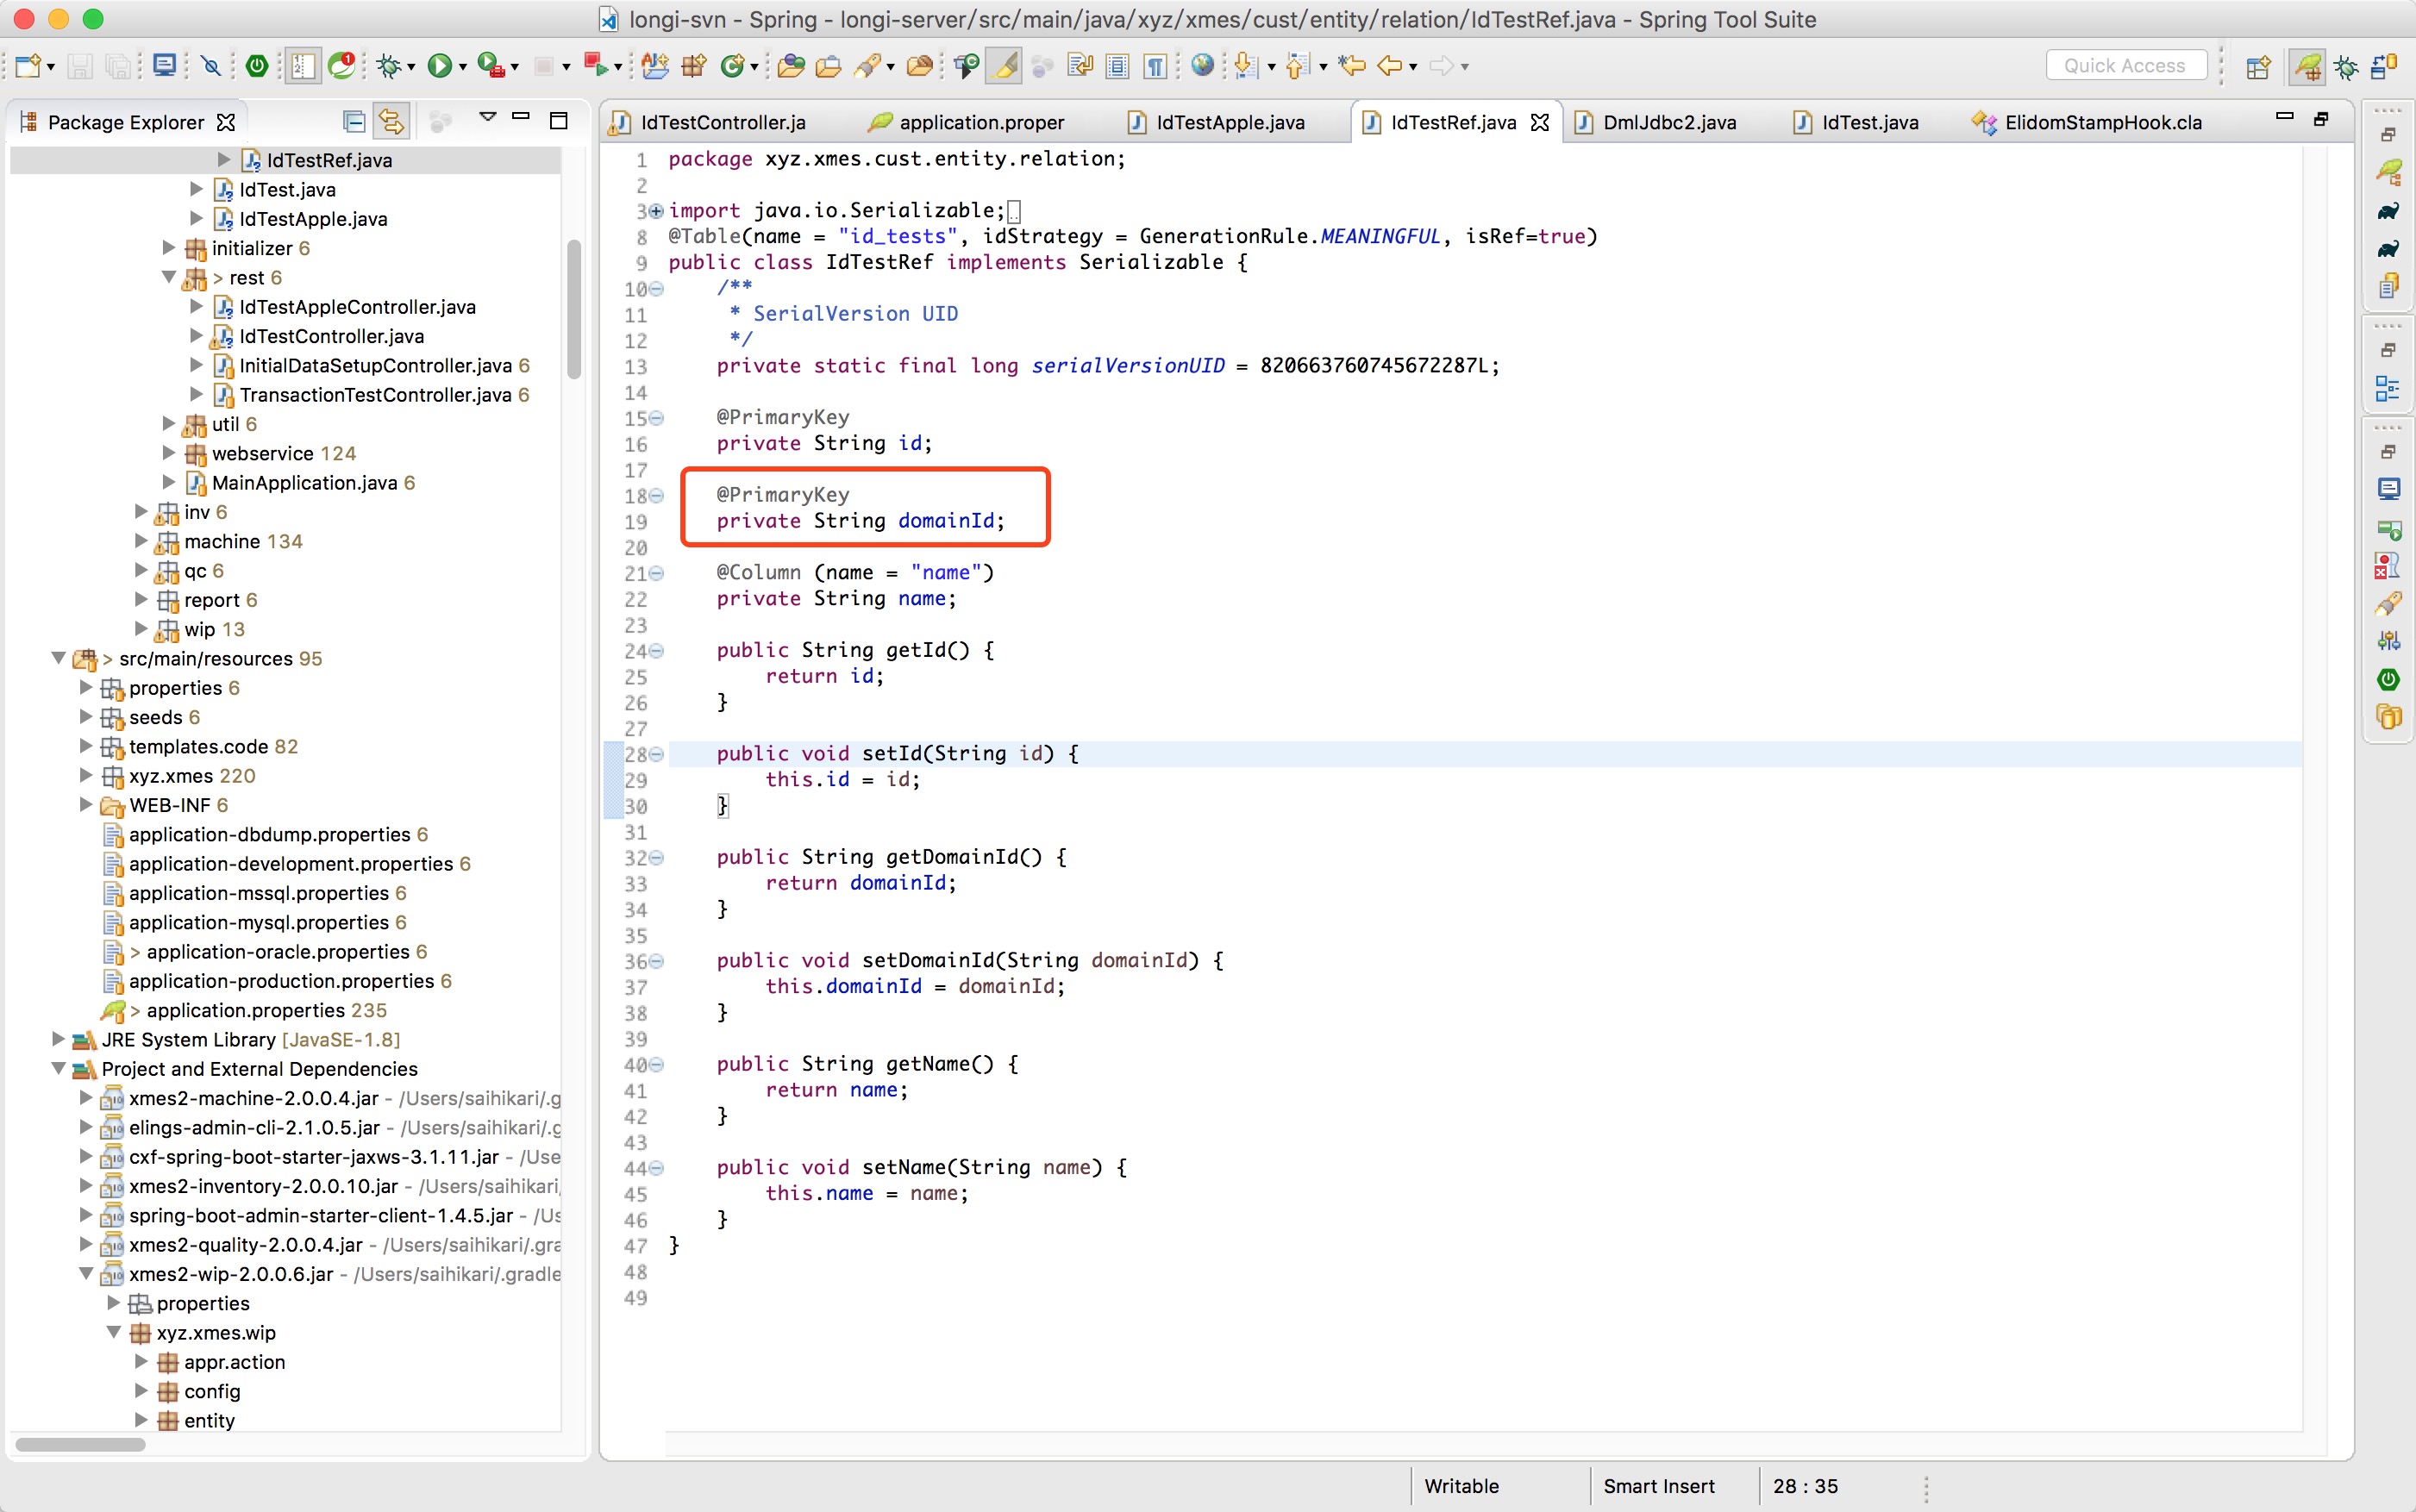 longi-svn - Spring - longi-server/src/main/java/xyz/xmes/cust/entity/relation/IdTestRef.java - Spring Tool Suite
Quick Access
Package Explorer
IdTestRef.java
IdTest.java
IdTestApple.java
initializer 6
> rest 6
IdTestAppleController.java
IdTestController.java
InitialDataSetupController.java 6
TransactionTestController.java 6
util 6
webservice 124
MainApplication.java 6
inv 6
machine 134
qc 6
report 6
wip 13
> src/main/resources 95
properties 6
seeds 6
templates.code 82
xyz.xmes 220
WEB-INF 6
application-dbdump.properties 6
application-development.properties 6
application-mssql.properties 6
application-mysql.properties 6
> application-oracle.properties 6
application-production.properties 6
> application.properties 235
JRE System Library [JavaSE-1.8]
Project and External Dependencies
xmes2-machine-2.0.0.4.jar - /Users/saihikari/.g
elings-admin-cli-2.1.0.5.jar - /Users/saihikari/.g
cxf-spring-boot-starter-jaxws-3.1.11.jar - /Use
xmes2-inventory-2.0.0.10.jar - /Users/saihikari/
spring-boot-admin-starter-client-1.4.5.jar - /Us
xmes2-quality-2.0.0.4.jar - /Users/saihikari/.gra
xmes2-wip-2.0.0.6.jar - /Users/saihikari/.gradle
properties
xyz.xmes.wip
appr.action
config
entity
IdTestController.ja
application.proper
IdTestApple.java
IdTestRef.java
DmlJdbc2.java
IdTest.java
ElidomStampHook.cla
1 package xyz.xmes.cust.entity.relation;
2
3 import java.io.Serializable;
8 @Table(name = "id_tests", idStrategy = GenerationRule.MEANINGFUL, isRef=true)
9 public class IdTestRef implements Serializable {
10 /**
11 * SerialVersion UID
12 */
13 private static final long serialVersionUID = 820663760745672287L;
14
15 @PrimaryKey
16 private String id;
17
18 @PrimaryKey
19 private String domainId;
20
21 @Column (name = "name")
22 private String name;
23
24 public String getId() {
25 return id;
26 }
27
28 public void setId(String id) {
29 this.id = id;
30 }
31
32 public String getDomainId() {
33 return domainId;
34 }
35
36 public void setDomainId(String domainId) {
37 this.domainId = domainId;
38 }
39
40 public String getName() {
41 return name;
42 }
43
44 public void setName(String name) {
45 this.name = name;
46 }
47 }
48
49
Writable
Smart Insert
28 : 35